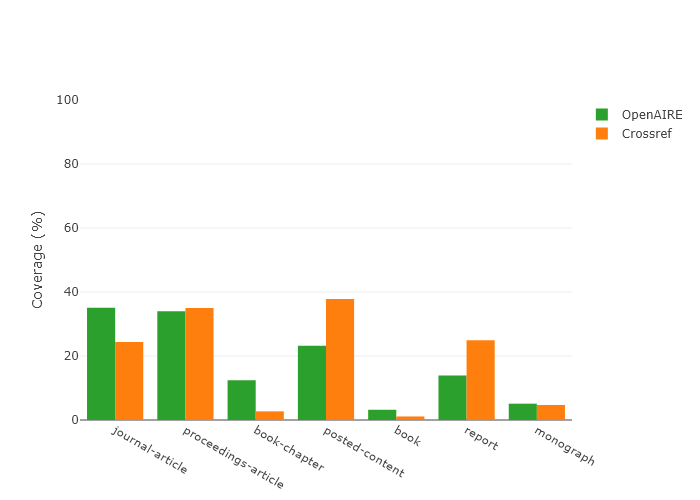 100
80
60
40
20
0
Coverage (%)
journal-article
proceedings-article
book-chapter
posted-content
book
report
monograph
OpenAIRE
Crossref